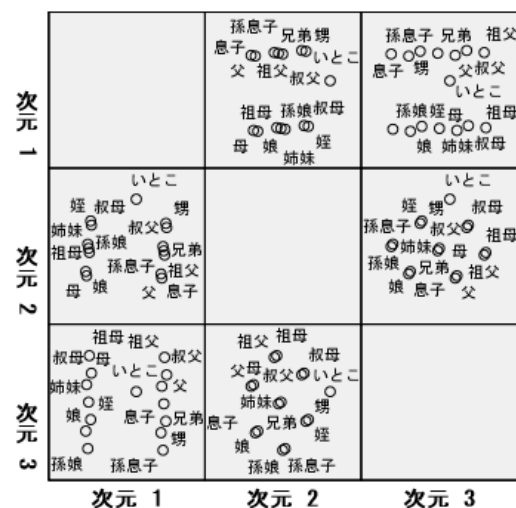 孫息子 兄弟 甥
息子 いとこ
父 祖父 叔父
祖母 孫娘 叔母
母 娘 姪
姉妹
孫息子 兄弟 祖父
息子 甥 父 叔父
いとこ
孫娘 姪 母 祖母
娘 姉妹 叔母
次元 1
いとこ
姪 叔母 甥
姉妹 叔父
祖母 孫娘 兄弟
孫息子 祖父
母 娘 父 息子
いとこ
姪 甥 叔母
孫息子 叔父 祖母
姉妹 母
孫娘 兄弟 祖父
娘 息子 父
次元 2
祖母 祖父
叔母 母 叔父
いとこ
姉妹 父
娘 姪 息子 兄弟
甥
孫娘 孫息子
祖父 祖母
父 母 叔父 叔母
いとこ
姉妹 甥
息子 兄弟 姪
娘
孫娘 孫息子
次元 3
次元 1 次元 2 次元 3